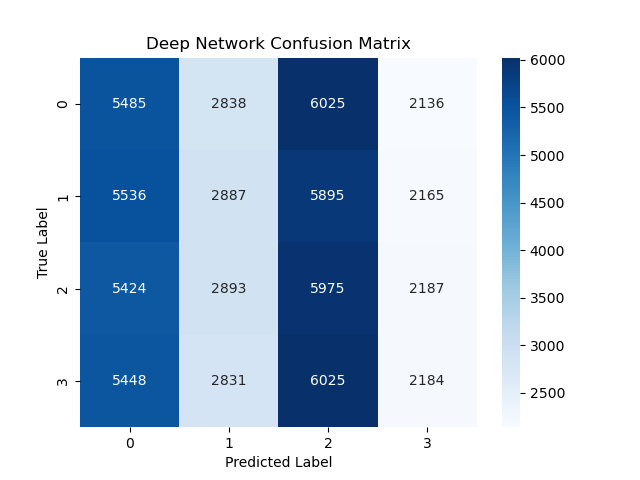 Deep Network Confusion Matrix
True Label
0 5485 2838 6025 2136
1 5536 2887 5895 2165
2 5424 2893 5975 2187
3 5448 2831 6025 2184
0 1 2 3
Predicted Label
6000
5500
5000
4500
4000
3500
3000
2500